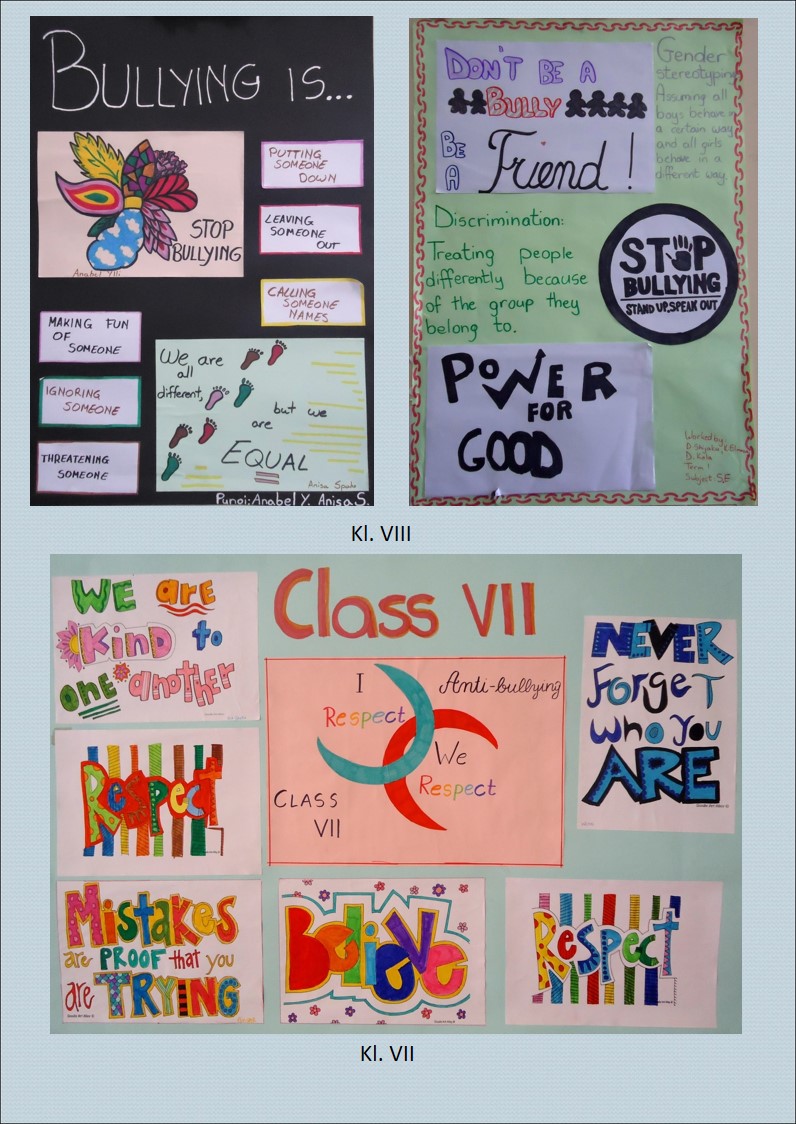 BULLYING IS...
STOP
BULLYING
Anabel Ylli
PUTTING
SOMEONE
DOWN
LEAVING
SOMEONE
OUT
CALLING
SOMEONE
NAMES
MAKING FUN
OF
SOMEONE
IGNORING
SOMEONE
THREATENING
SOMEONE
We are
all
different,
but we
are
EQUAL
Anisa Spaho
Punoi: Anabel Y. Anisa S.
DON'T BE A
BULLY
BE
A
Friend!
Gender
stereotyping
Assuming all
boys behave in
a certain way
and all girls
behave in a
different way.
Discrimination:
Treating people
differently because
of the group they
belong to.
STOP
BULLYING
STAND UP, SPEAK OUT
POWER
FOR
GOOD
Worked by:
D. Kola
Term 1
Subject: S.E
Kl. VIII
Class VII
WE are
KIND to
one another
I
Respect
Anti-bullying
We
Respect
CLASS
VII
NEVER
Forget
who you
ARE
Respect
Mistakes
are PROOF that you
are TRYING
Believe
Respect
Kl. VII